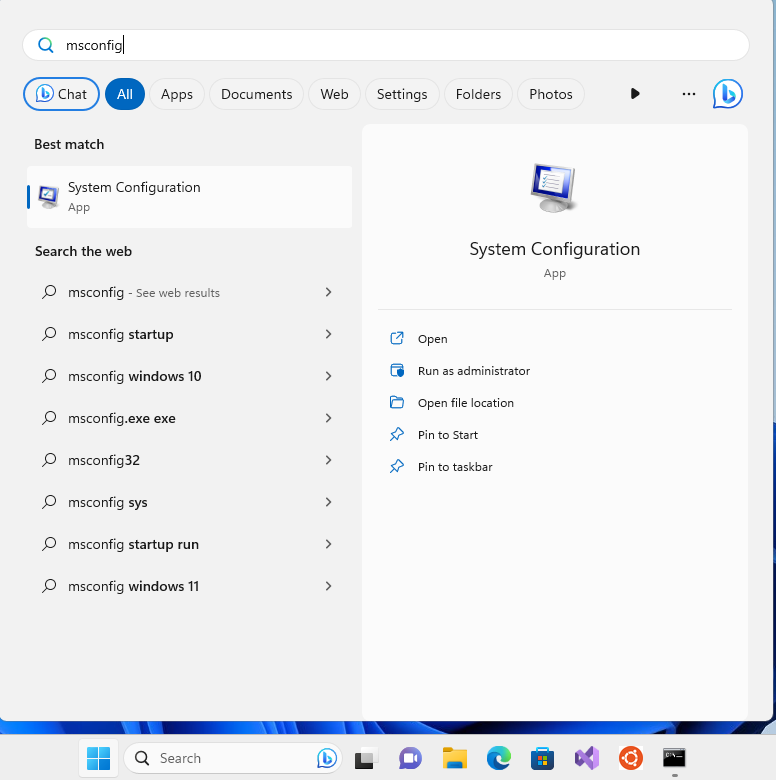 msconfig
Chat All Apps Documents Web Settings Folders Photos
Best match
System Configuration
App
Search the web
msconfig - See web results
msconfig startup
msconfig windows 10
msconfig.exe exe
msconfig32
msconfig sys
msconfig startup run
msconfig windows 11
System Configuration
App
Open
Run as administrator
Open file location
Pin to Start
Pin to taskbar
Search